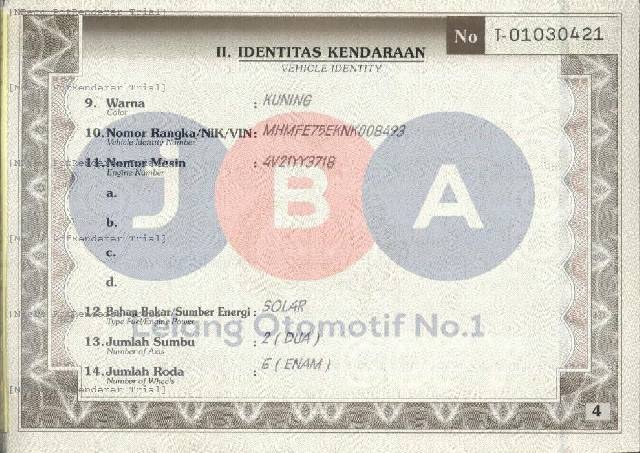 No I-01030421
II. IDENTITAS KENDARAAN
VEHICLE IDENTITY
9. Warna : KUNING
Color
10. Nomor Rangka/NIK/VIN: MHMFE75EKNK008493
Vehicle Identity Number
11. Nomor Mesin : 4V21YY3718
Engine Number
a.
b.
c.
d.
J B A
12. Bahan Bakar/Sumber Energi : SOLAR
Type Fuel/Engine Power
Lelang Otomotif No.1
13. Jumlah Sumbu : 2 ( DUA )
Number of Axis
14. Jumlah Roda : 6 ( ENAM )
Number of Wheels
4